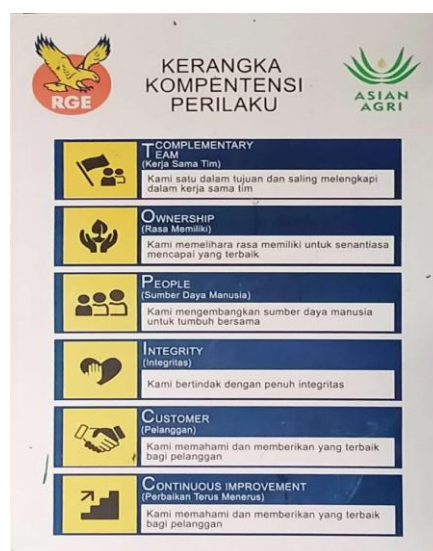 RGE
KERANGKA
KOMPENTENSI
PERILAKU
ASIAN
AGRI
COMPLEMENTARY
TEAM
(Kerja Sama Tim)
Kami satu dalam tujuan dan saling melengkapi
dalam kerja sama tim
OWNERSHIP
(Rasa Memiliki)
Kami memelihara rasa memiliki untuk senantiasa
mencapai yang terbaik
PEOPLE
(Sumber Daya Manusia)
Kami mengembangkan sumber daya manusia
untuk tumbuh bersama
INTEGRITY
(Integritas)
Kami bertindak dengan penuh integritas
CUSTOMER
(Pelanggan)
Kami memahami dan memberikan yang terbaik
bagi pelanggan
CONTINUOUS IMPROVEMENT
(Perbaikan Terus Menerus)
Kami memahami dan memberikan yang terbaik
bagi pelanggan